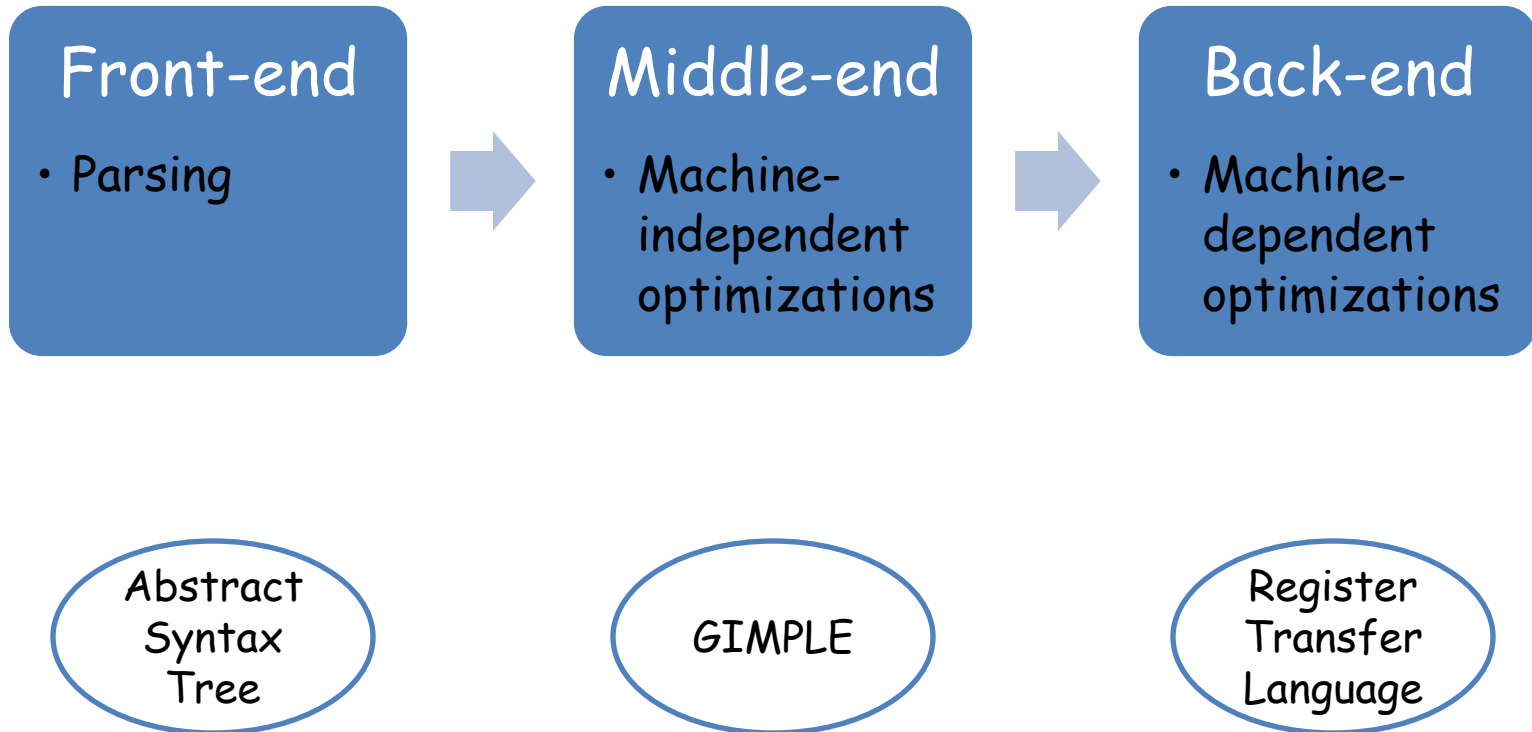 Front-end
• Parsing
Middle-end
• Machine-
independent
optimizations
Back-end
• Machine-
dependent
optimizations
Abstract
Syntax
Tree
GIMPLE
Register
Transfer
Language